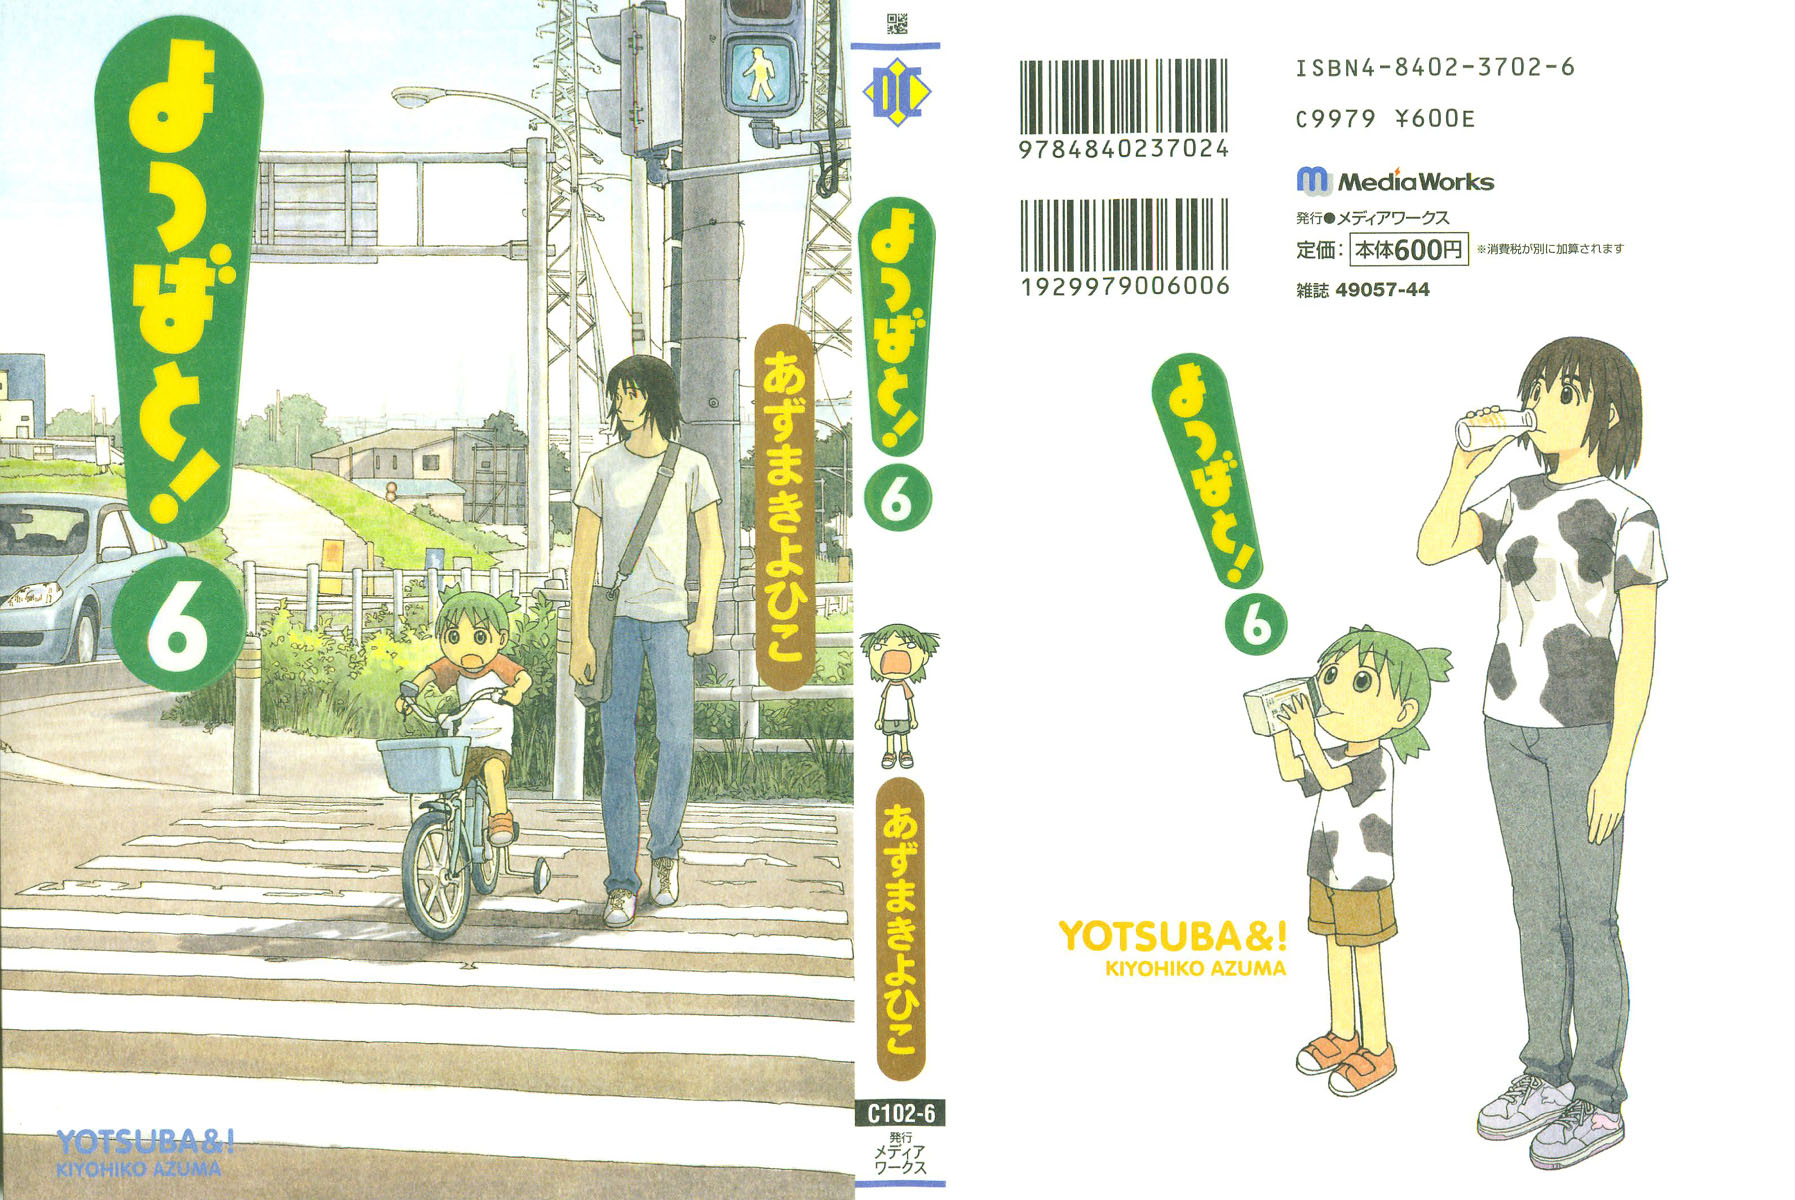 よつばと!
6
あずまきよひこ
YOTSUBA&!
KIYOHIKO AZUMA
DC
よつばと!
6
あずまきよひこ
C102-6
発行
メディア
ワークス
9784840237024
1929979006006
ISBN4-8402-3702-6
C9979 ¥600E
m MediaWorks
発行●メディアワークス
定価: 本体600円 ※消費税が別に加算されます
雑誌 49057-44
よつばと!
6
YOTSUBA&!
KIYOHIKO AZUMA